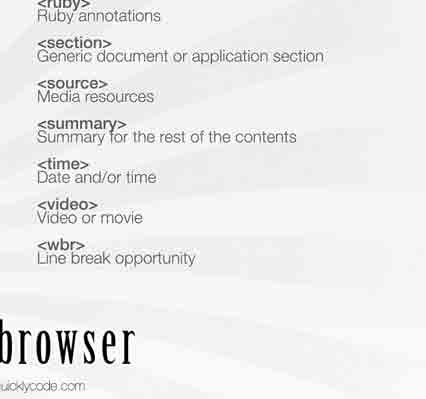 <ruby>
Ruby annotations
<section>
Generic document or application section
<source>
Media resources
<summary>
Summary for the rest of the contents
<time>
Date and/or time
<video>
Video or movie
<wbr>
Line break opportunity
browser
uicklycode.com